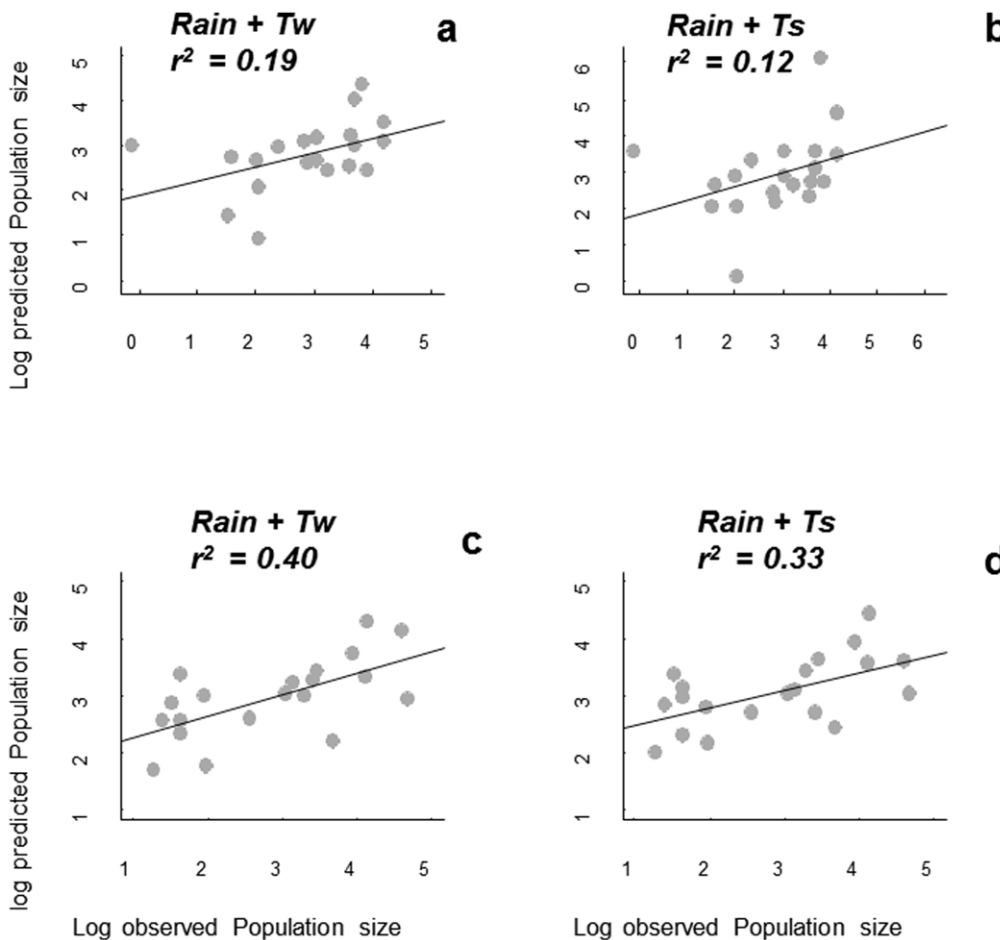 Rain + Tw
r² = 0.19
a
Log predicted Population size
5
4
3
2
1
0
0 1 2 3 4 5
Rain + Ts
r² = 0.12
b
6
5
4
3
2
1
0
0 1 2 3 4 5 6
Rain + Tw
r² = 0.40
c
log predicted Population size
5
4
3
2
1
1 2 3 4 5
Log observed Population size
Rain + Ts
r² = 0.33
d
5
4
3
2
1
1 2 3 4 5
Log observed Population size